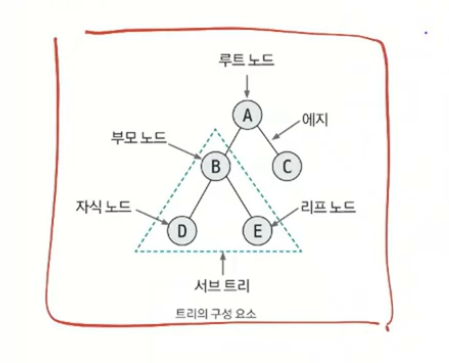 루트 노드
A
에지
부모 노드
B
C
자식 노드
D
E
리프 노드
서브 트리
트리의 구성 요소